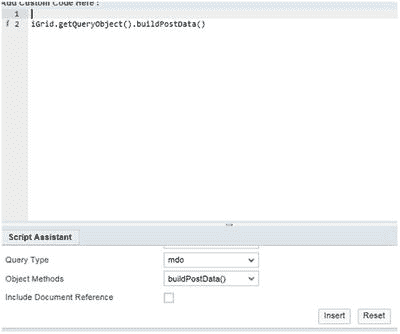 Add Custom Code Here :
1
i 2 iGrid.getQueryObject().buildPostData()
Script Assistant
Query Type mdo
Object Methods buildPostData()
Include Document Reference
Insert Reset